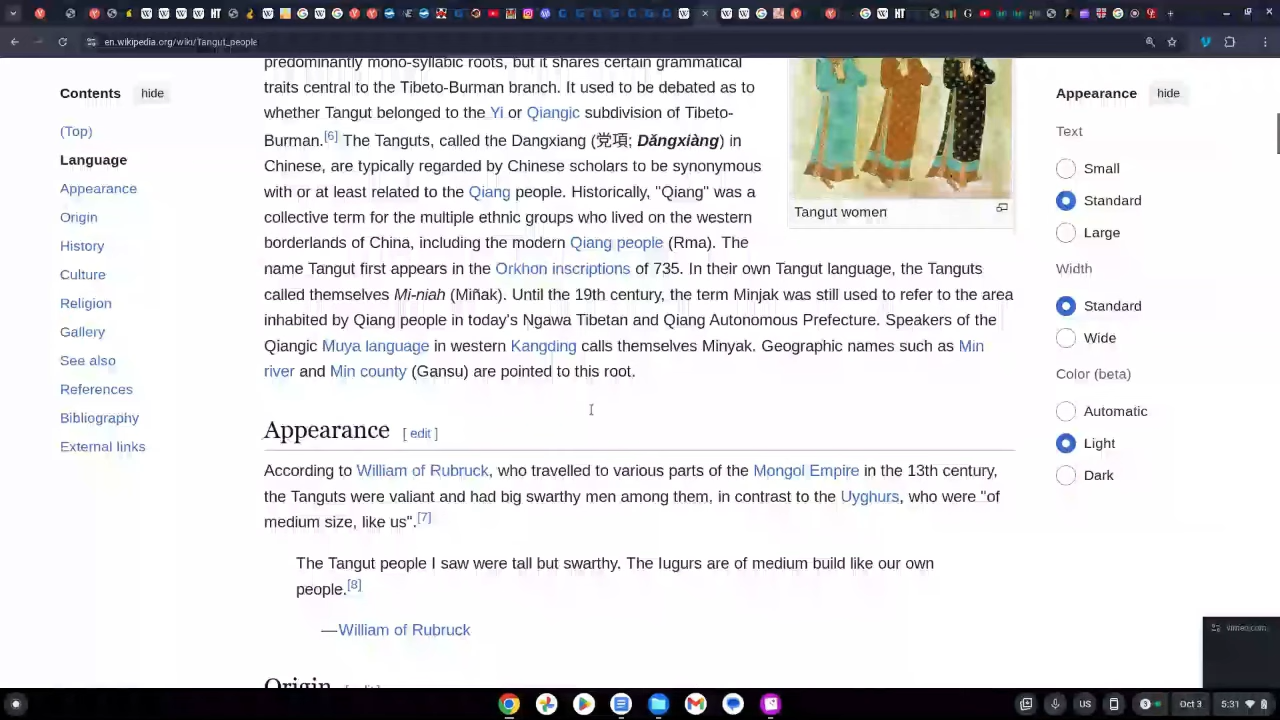 en.wikipedia.org/wiki/Tangut_people
Contents hide
(Top)
Language
Appearance
Origin
History
Culture
Religion
Gallery
See also
References
Bibliography
External links
predominantly mono-syllabic roots, but it shares certain grammatical
traits central to the Tibeto-Burman branch. It used to be debated as to
whether Tangut belonged to the Yi or Qiangic subdivision of Tibeto-
Burman.[6] The Tanguts, called the Dangxiang (党項; Dǎngxiàng) in
Chinese, are typically regarded by Chinese scholars to be synonymous
with or at least related to the Qiang people. Historically, "Qiang" was a
collective term for the multiple ethnic groups who lived on the western
borderlands of China, including the modern Qiang people (Rma). The
name Tangut first appears in the Orkhon inscriptions of 735. In their own Tangut language, the Tanguts
called themselves Mi-niah (Miñak). Until the 19th century, the term Minjak was still used to refer to the area
inhabited by Qiang people in today's Ngawa Tibetan and Qiang Autonomous Prefecture. Speakers of the
Qiangic Muya language in western Kangding calls themselves Minyak. Geographic names such as Min
river and Min county (Gansu) are pointed to this root.
Tangut women
Appearance [ edit ]
According to William of Rubruck, who travelled to various parts of the Mongol Empire in the 13th century,
the Tanguts were valiant and had big swarthy men among them, in contrast to the Uyghurs, who were "of
medium size, like us".[7]
The Tangut people I saw were tall but swarthy. The Iugurs are of medium build like our own
people.[8]
—William of Rubruck
Origin [ edit ]
Appearance hide
Text
Small
Standard
Large
Width
Standard
Wide
Color (beta)
Automatic
Light
Dark
vimeo.com
US
3
Oct 3
5:31